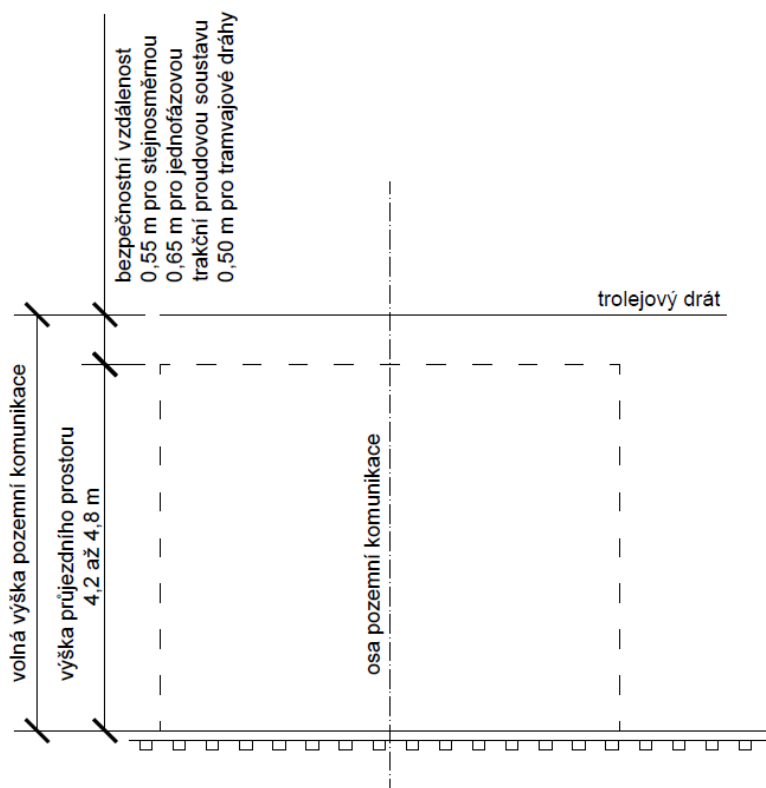 bezpečnostní vzdálenost
0,55 m pro stejnosměrnou
0,65 m pro jednofázovou
trakční proudovou soustavu
0,50 m pro tramvajové dráhy
trolejový drát
volná výška pozemní komunikace
výška průjezdního prostoru
4,2 až 4,8 m
osa pozemní komunikace